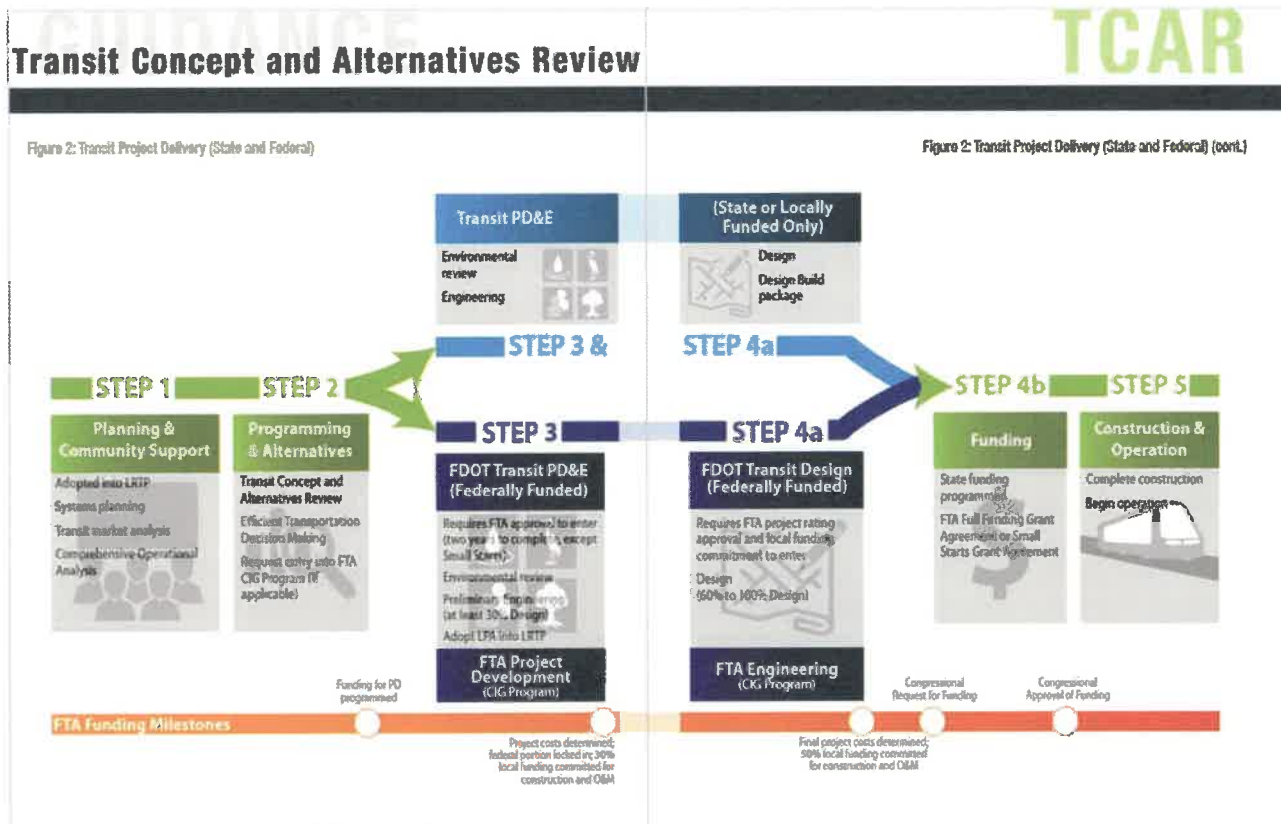 GUIDANCE
Transit Concept and Alternatives Review
TCAR
Figure 2: Transit Project Delivery (State and Federal)
Figure 2: Transit Project Delivery (State and Federal) (cont.)
Transit PD&E
Environmental
review
Engineering
(State or Locally
Funded Only)
Design
Design Build
package
STEP 3 &
STEP 4a
STEP 1
STEP 2
STEP 3
STEP 4a
STEP 4b
STEP 5
Planning &
Community Support
Adopted into LRTP
Systems planning
Transit market analysis
Comprehensive Operational
Analysis
Programming
& Alternatives
Transit Concept and
Alternatives Review
Efficient Transportation
Decision Making
Request entry into FTA
CIG Program (if
applicable)
FDOT Transit PD&E
(Federally Funded)
Requires FTA approval to enter
(two years to complete, except
Small Starts)
Environmental review
Preliminary Engineering
(at least 30% Design)
Adopt LPA into LRTP
FTA Project
Development
(CIG Program)
FDOT Transit Design
(Federally Funded)
Requires FTA project rating
approval and local funding
commitment to enter
Design
(60% to 100% Design)
FTA Engineering
(CIG Program)
Funding
State funding
programmed
FTA Full Funding Grant
Agreement or Small
Starts Grant Agreement
Construction &
Operation
Complete construction
Begin operation
Funding for PD
programmed
Congressional
Request for Funding
Congressional
Approval of Funding
FTA Funding Milestones
Project costs determined;
federal portion locked in; 30%
local funding committed for
construction and O&M
Final project costs determined;
50% local funding committed
for construction and O&M